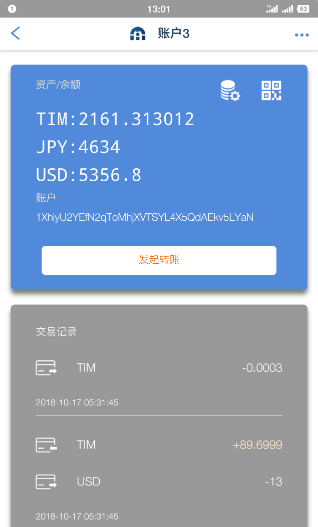 13:01
53
账户3
资产/余额
TIM:2161.313012
JPY:4634
USD:5356.8
账户
1XhiyU2YEfN2qToMhjXVTSYL4X5QdAEkv5LYaN
发起转账
交易记录
TIM -0.0003
2018-10-17 05:31:45
TIM +89.6999
USD -13
2018-10-17 05:31:45